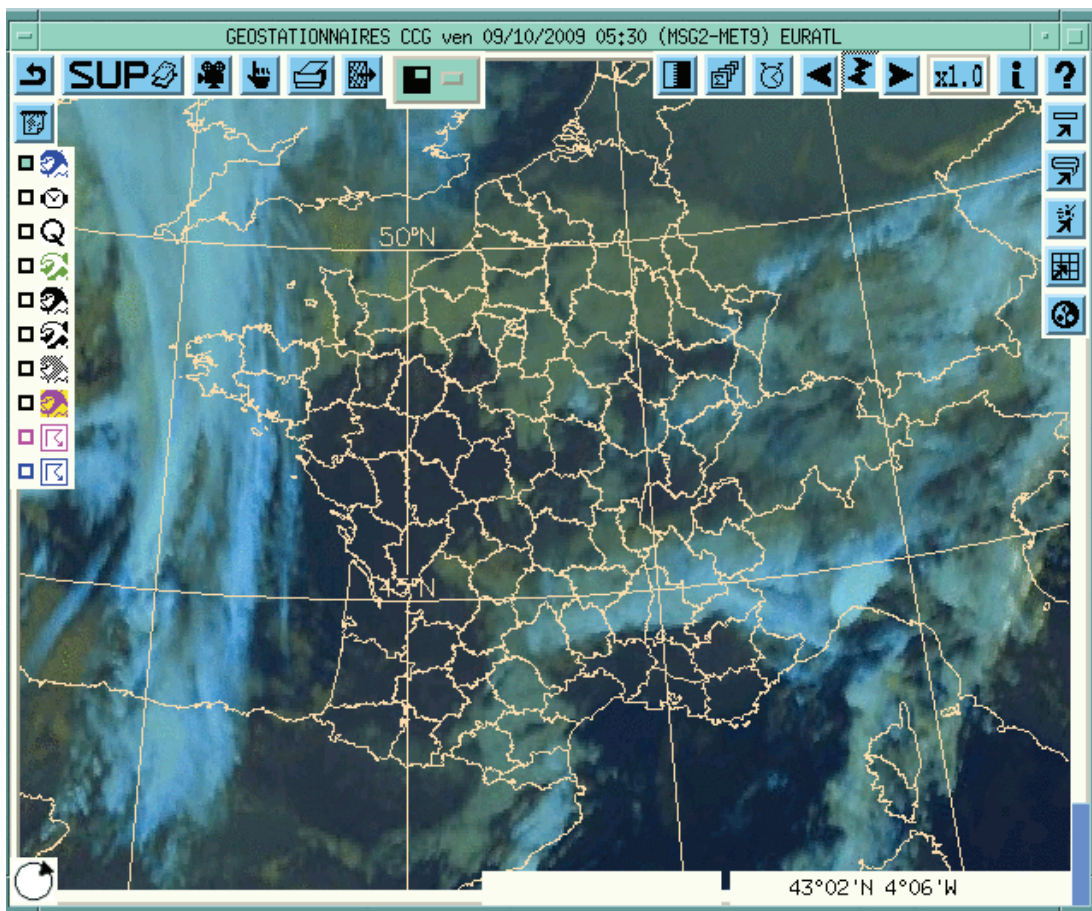 GEOSTATIONNAIRES CCG ven 09/10/2009 05:30 (MSG2-MET9) EURATL
SUP
x1.0
i
?
Q
50°N
45°N
43°02'N 4°06'W